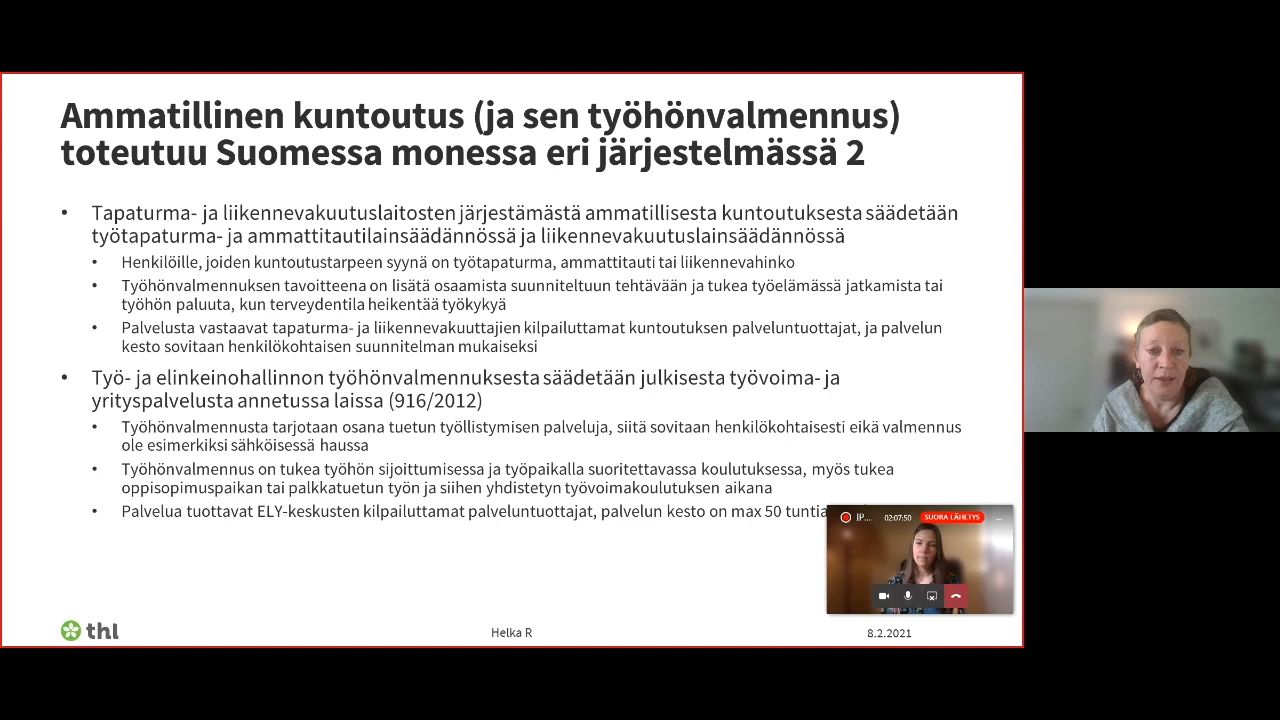 Ammatillinen kuntoutus (ja sen työhönvalmennus)
toteutuu Suomessa monessa eri järjestelmässä 2
• Tapaturma- ja liikennevakuutuslaitosten järjestämästä ammatillisesta kuntoutuksesta säädetään
työtapaturma- ja ammattitautilainsäädännössä ja liikennevakuutuslainsäädännössä
• Henkilöille, joiden kuntoutustarpeen syynä on työtapaturma, ammattitauti tai liikennevahinko
• Työhönvalmennuksen tavoitteena on lisätä osaamista suunniteltuun tehtävään ja tukea työelämässä jatkamista tai
työhön paluuta, kun terveydentila heikentää työkykyä
• Palvelusta vastaavat tapaturma- ja liikennevakuuttajien kilpailuttamat kuntoutuksen palveluntuottajat, ja palvelun
kesto sovitaan henkilökohtaisen suunnitelman mukaiseksi
• Työ- ja elinkeinohallinnon työhönvalmennuksesta säädetään julkisesta työvoima- ja
yrityspalvelusta annetussa laissa (916/2012)
• Työhönvalmennusta tarjotaan osana tuetun työllistymisen palveluja, siitä sovitaan henkilökohtaisesti eikä valmennus
ole esimerkiksi sähköisessä haussa
• Työhönvalmennus on tukea työhön sijoittumisessa ja työpaikalla suoritettavassa koulutuksessa, myös tukea
oppisopimuspaikan tai palkkatuetun työn ja siihen yhdistetyn työvoimakoulutuksen aikana
• Palvelua tuottavat ELY-keskusten kilpailuttamat palveluntuottajat, palvelun kesto on max 50 tuntia
IP... 02:07:50 SUORA LÄHETYS ...
thl
Helka R
8.2.2021